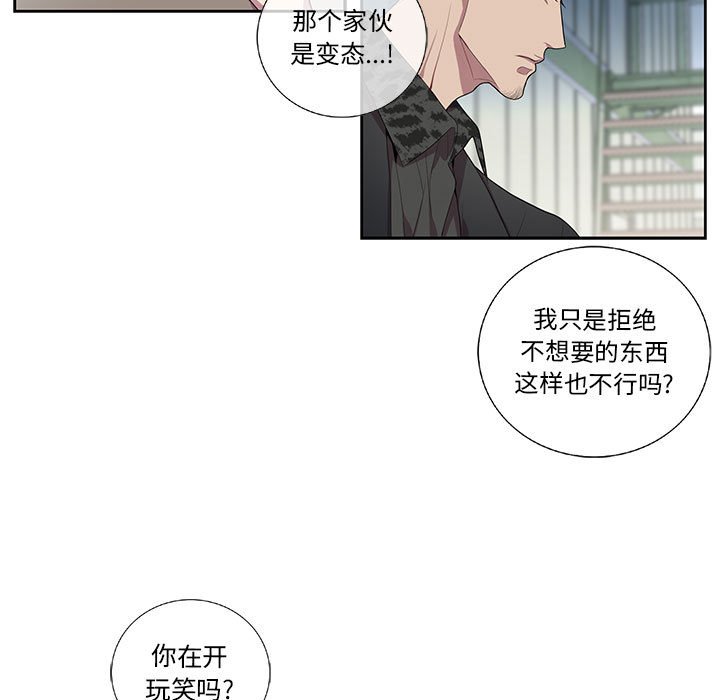 那个家伙
是变态...!
我只是拒绝
不想要的东西
这样也不行吗?
你在开
玩笑吗?